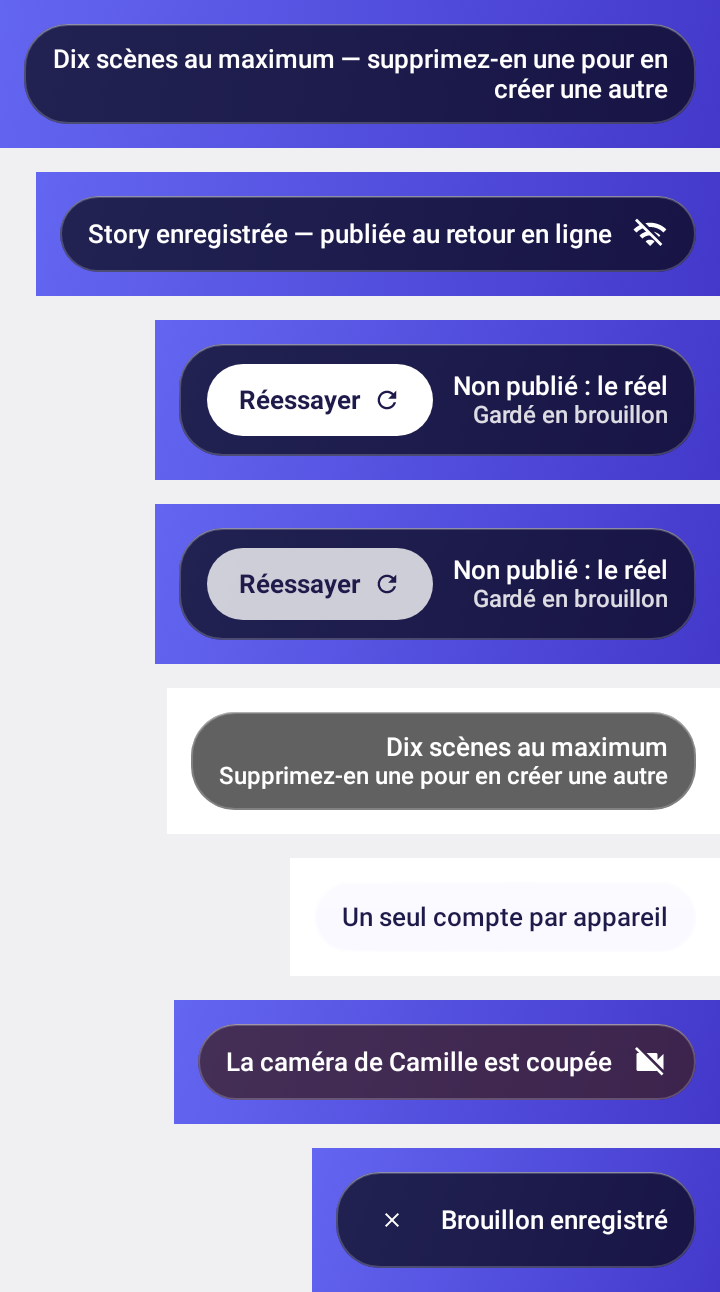 Dix scènes au maximum — supprimez-en une pour en
créer une autre
Story enregistrée — publiée au retour en ligne
Réessayer
Non publié : le réel
Gardé en brouillon
Réessayer
Non publié : le réel
Gardé en brouillon
Dix scènes au maximum
Supprimez-en une pour en créer une autre
Un seul compte par appareil
La caméra de Camille est coupée
Brouillon enregistré